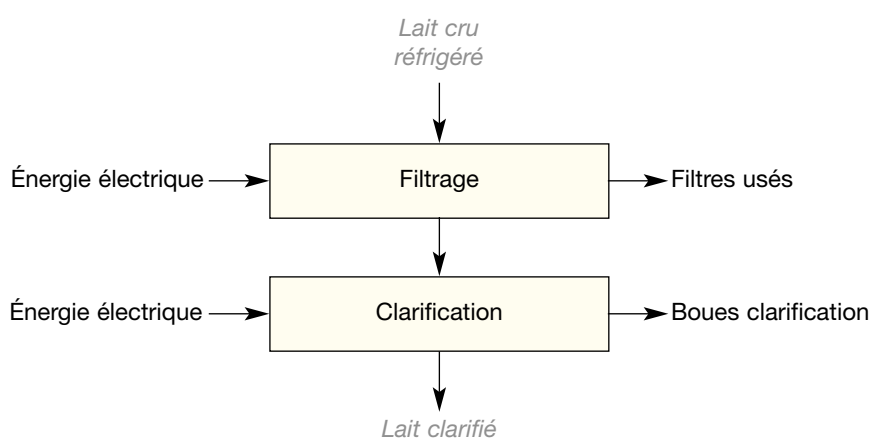 Lait cru
réfrigéré
Énergie électrique
Filtrage
Filtres usés
Énergie électrique
Clarification
Boues clarification
Lait clarifié